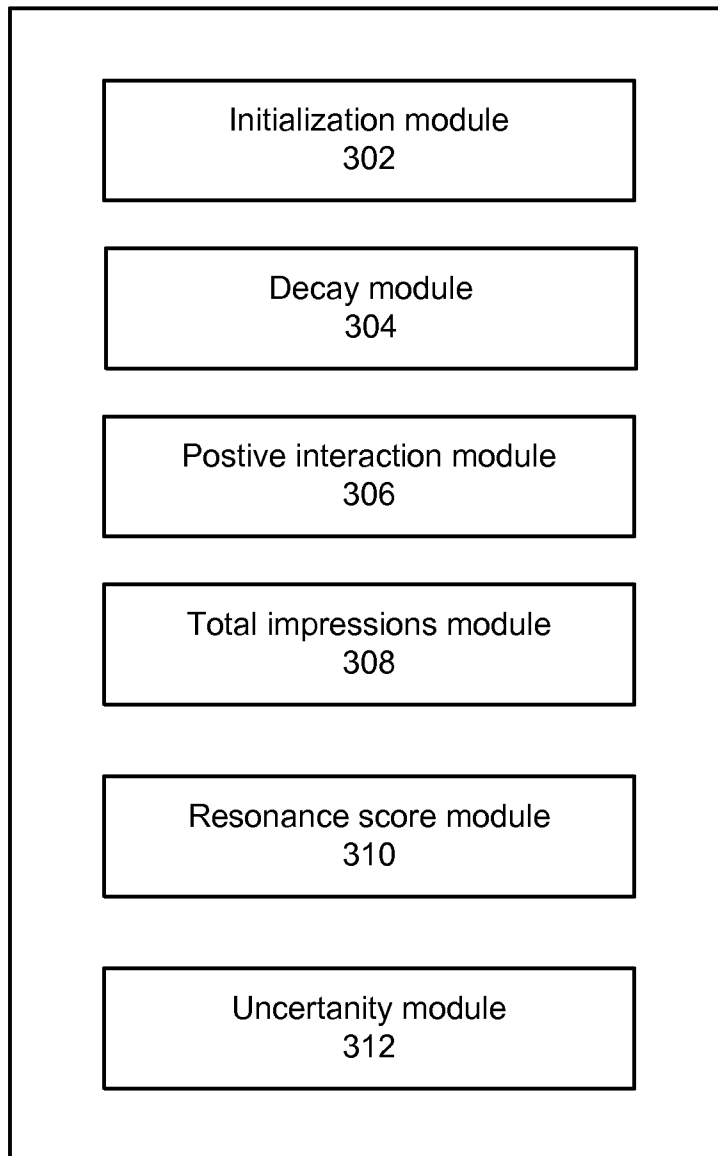 Initialization module
302
Decay module
304
Postive interaction module
306
Total impressions module
308
Resonance score module
310
Uncertanity module
312